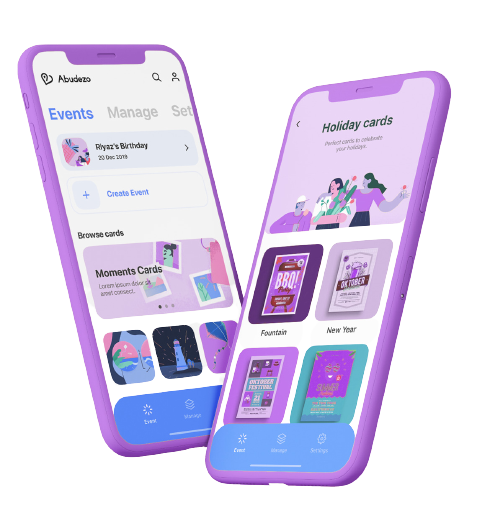 Abudezo
Events Manage Set
Riyaz's Birthday
20 Dec 2019
Create Event
Browse cards
Moments Cards
Lorem ipsum dolor sit
amet consect.
Event
Manage
Holiday cards
Perfect cards to celebrate
your holidays.
BBQ!
OKTOBER
Fountain
New Year
OKTOBER
FESTIVAL
SUMMER
Event
Manage
Settings